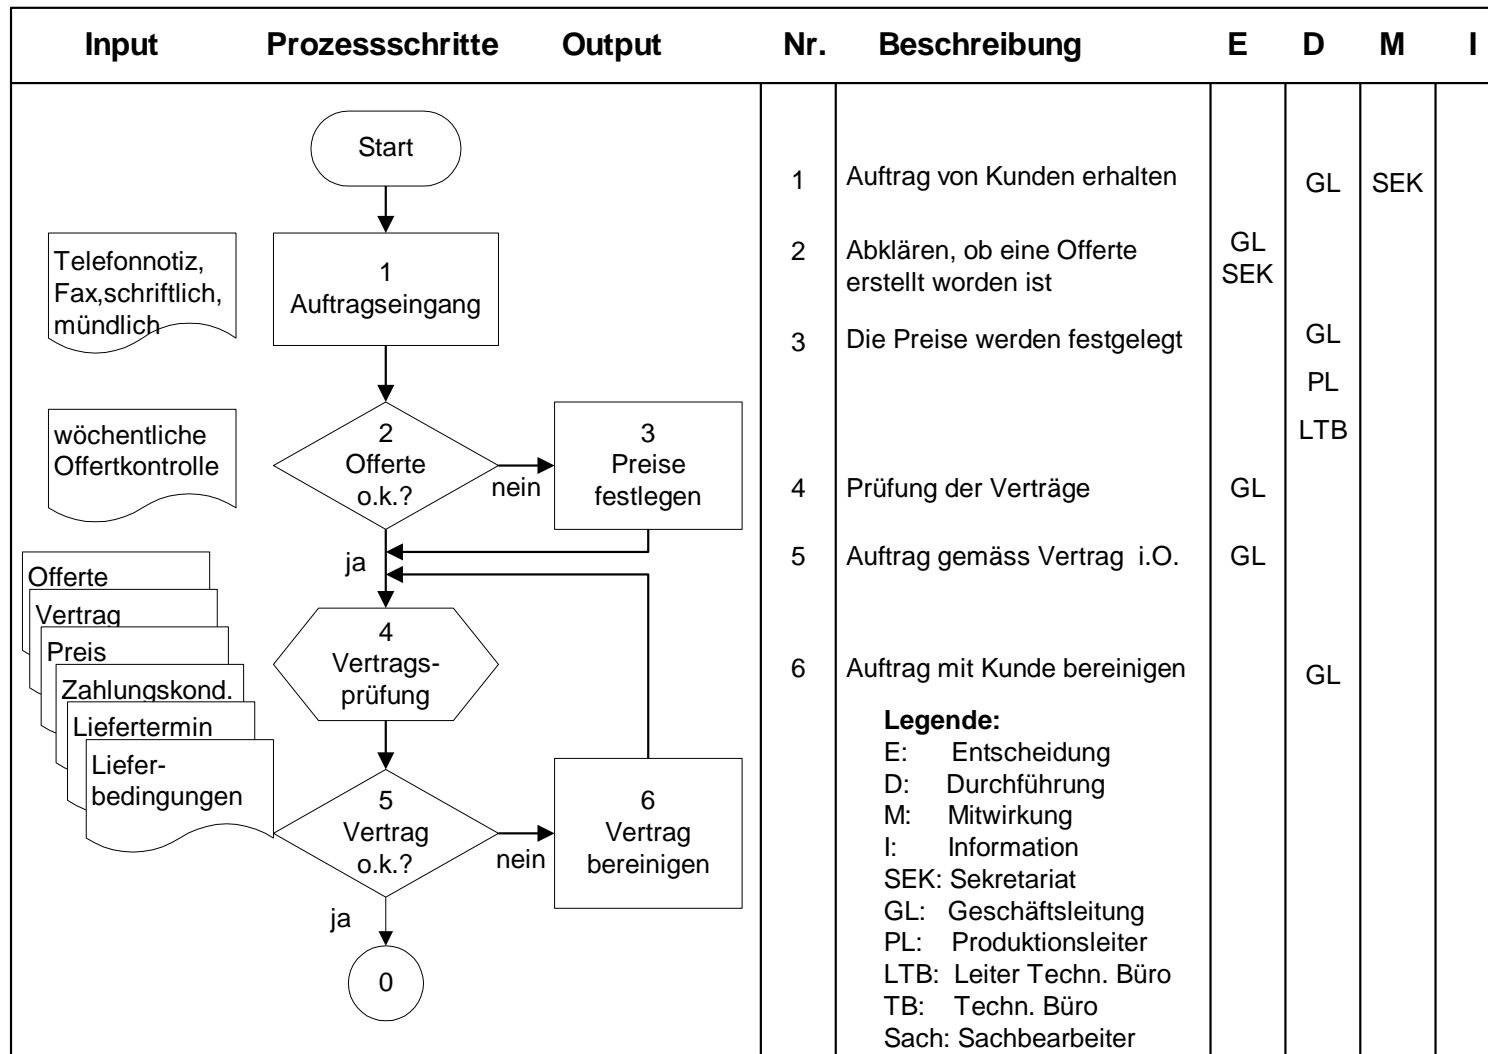 Input Prozessschritte Output Nr. Beschreibung E D M I
Start
1 Auftrag von Kunden erhalten GL SEK
Telefonnotiz,
Fax,schriftlich,
mündlich
1
Auftragseingang
2 Abklären, ob eine Offerte
erstellt worden ist
GL
SEK
3 Die Preise werden festgelegt GL
PL
LTB
wöchentliche
Offertkontrolle
2
Offerte
o.k.?
nein
3
Preise
festlegen
4 Prüfung der Verträge GL
ja
5 Auftrag gemäss Vertrag i.O. GL
Offerte
Vertrag
Preis
Zahlungskond.
Liefertermin
Liefer-
bedingungen
4
Vertrags-
prüfung
6 Auftrag mit Kunde bereinigen GL
5
Vertrag
o.k.?
nein
6
Vertrag
bereinigen
ja
0
Legende:
E: Entscheidung
D: Durchführung
M: Mitwirkung
I: Information
SEK: Sekretariat
GL: Geschäftsleitung
PL: Produktionsleiter
LTB: Leiter Techn. Büro
TB: Techn. Büro
Sach: Sachbearbeiter